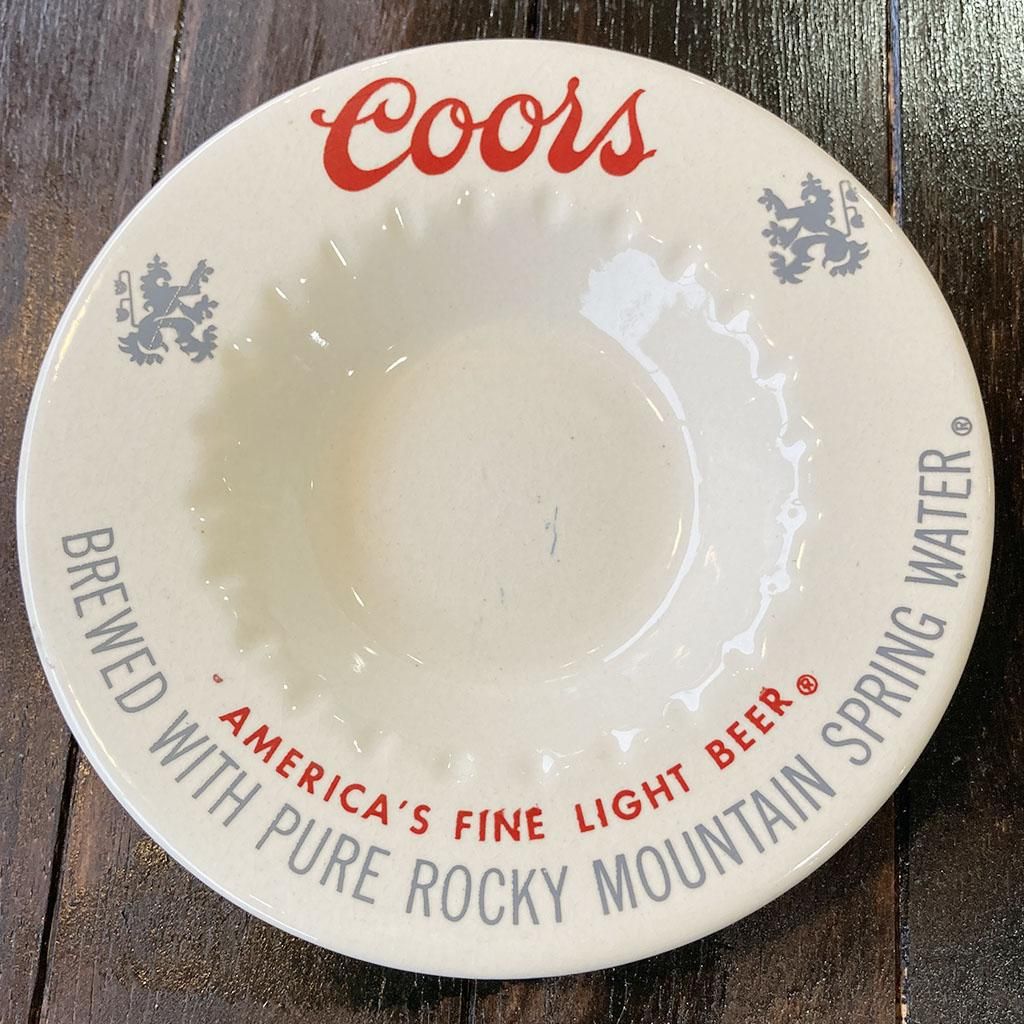 Coors
AMERICA'S FINE LIGHT BEER®
BREWED WITH PURE ROCKY MOUNTAIN SPRING WATER®